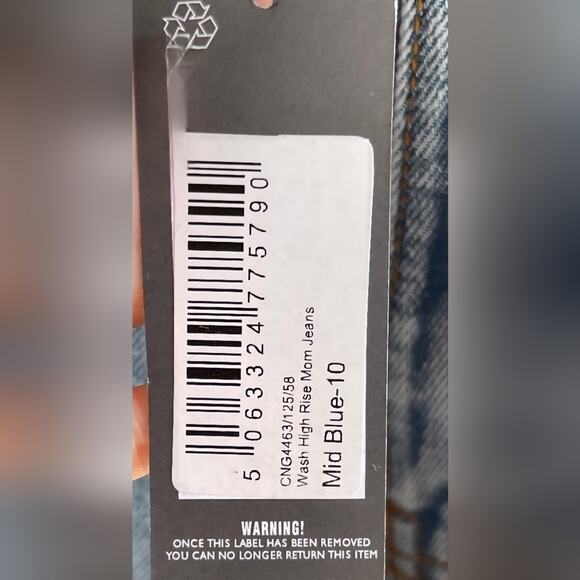 5 063324 775790
CNG4463/125/58
Wash High Rise Mom Jeans
Mid Blue-10
WARNING!
ONCE THIS LABEL HAS BEEN REMOVED
YOU CAN NO LONGER RETURN THIS ITEM